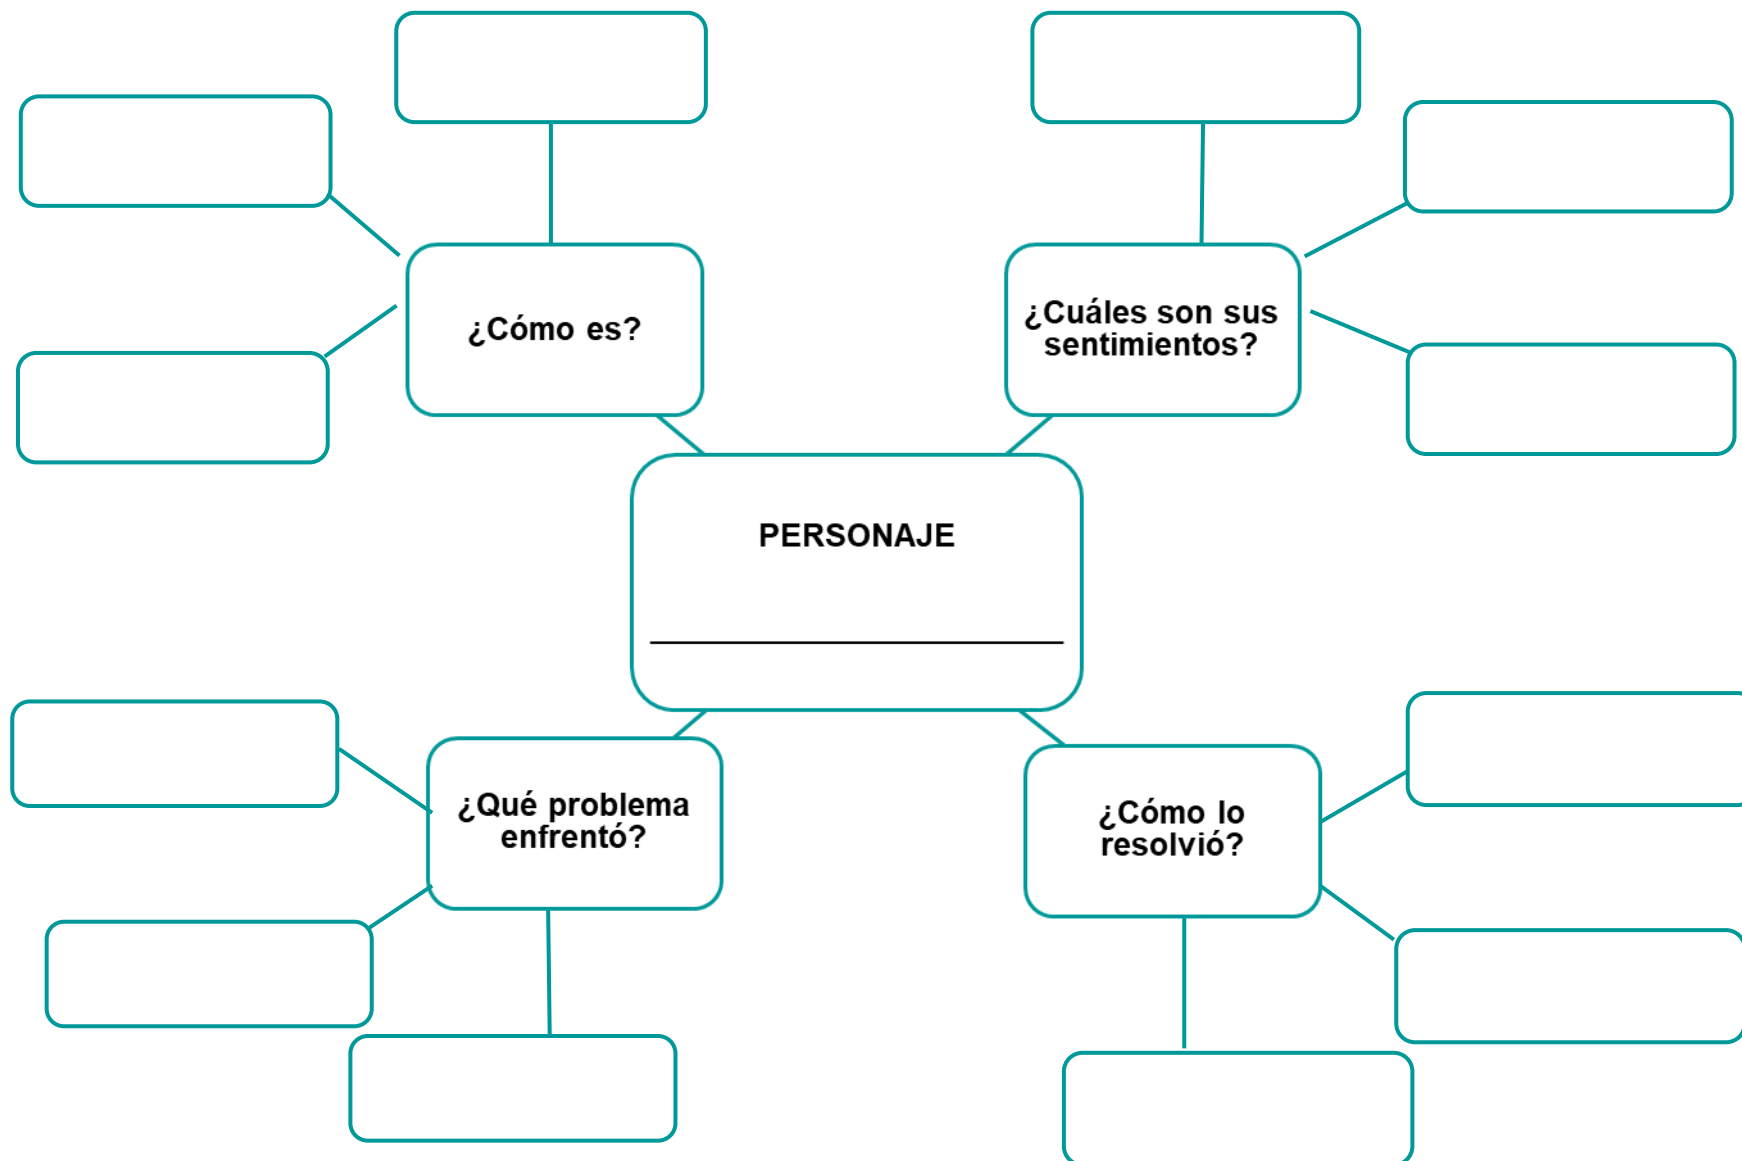 ¿Cómo es?
¿Cuáles son sus
sentimientos?
PERSONAJE
¿Qué problema
enfrentó?
¿Cómo lo
resolvió?